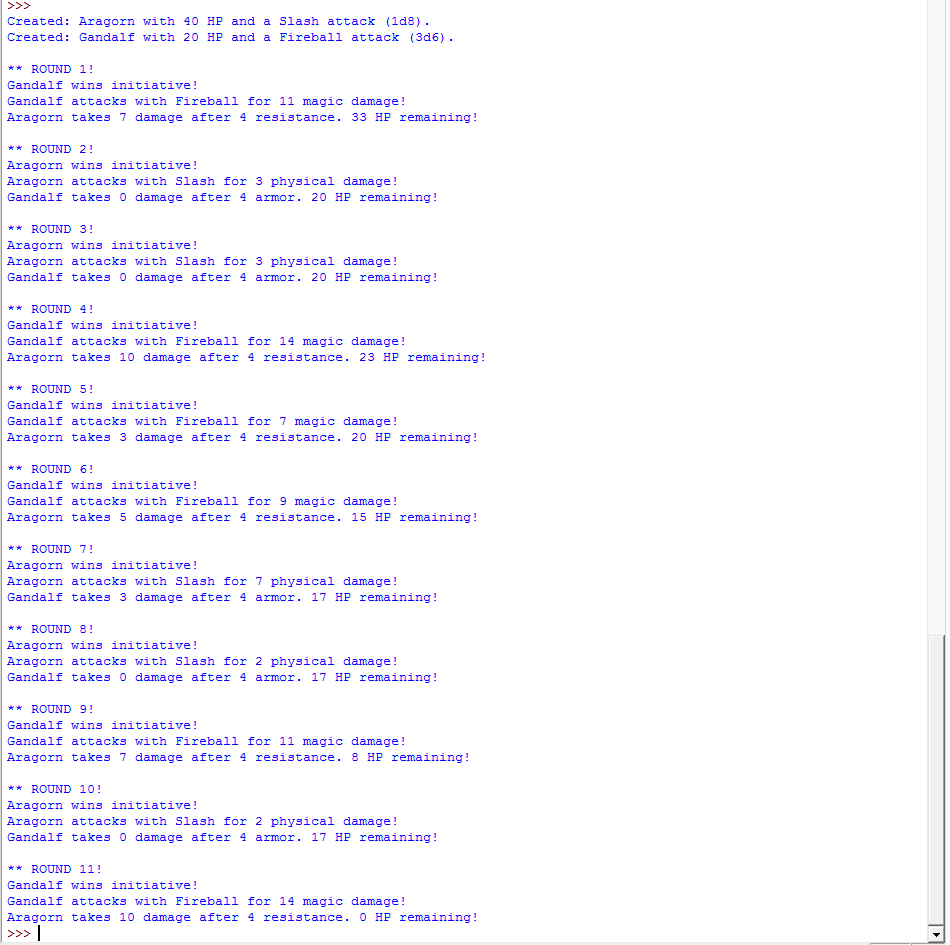 >>>
Created: Aragorn with 40 HP and a Slash attack (1d8).
Created: Gandalf with 20 HP and a Fireball attack (3d6).
** ROUND 1!
Gandalf wins initiative!
Gandalf attacks with Fireball for 11 magic damage!
Aragorn takes 7 damage after 4 resistance. 33 HP remaining!
** ROUND 2!
Aragorn wins initiative!
Aragorn attacks with Slash for 3 physical damage!
Gandalf takes 0 damage after 4 armor. 20 HP remaining!
** ROUND 3!
Aragorn wins initiative!
Aragorn attacks with Slash for 3 physical damage!
Gandalf takes 0 damage after 4 armor. 20 HP remaining!
** ROUND 4!
Gandalf wins initiative!
Gandalf attacks with Fireball for 14 magic damage!
Aragorn takes 10 damage after 4 resistance. 23 HP remaining!
** ROUND 5!
Gandalf wins initiative!
Gandalf attacks with Fireball for 7 magic damage!
Aragorn takes 3 damage after 4 resistance. 20 HP remaining!
** ROUND 6!
Gandalf wins initiative!
Gandalf attacks with Fireball for 9 magic damage!
Aragorn takes 5 damage after 4 resistance. 15 HP remaining!
** ROUND 7!
Aragorn wins initiative!
Aragorn attacks with Slash for 7 physical damage!
Gandalf takes 3 damage after 4 armor. 17 HP remaining!
** ROUND 8!
Aragorn wins initiative!
Aragorn attacks with Slash for 2 physical damage!
Gandalf takes 0 damage after 4 armor. 17 HP remaining!
** ROUND 9!
Gandalf wins initiative!
Gandalf attacks with Fireball for 11 magic damage!
Aragorn takes 7 damage after 4 resistance. 8 HP remaining!
** ROUND 10!
Aragorn wins initiative!
Aragorn attacks with Slash for 2 physical damage!
Gandalf takes 0 damage after 4 armor. 17 HP remaining!
** ROUND 11!
Gandalf wins initiative!
Gandalf attacks with Fireball for 14 magic damage!
Aragorn takes 10 damage after 4 resistance. 0 HP remaining!
>>>